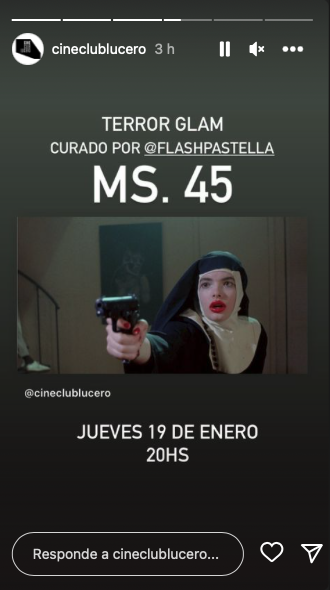 cineclublucero 3 h
TERROR GLAM
CURADO POR @FLASHPASTELLA
MS. 45
@cineclublucero
JUEVES 19 DE ENERO
20HS
Responde a cineclublucero...